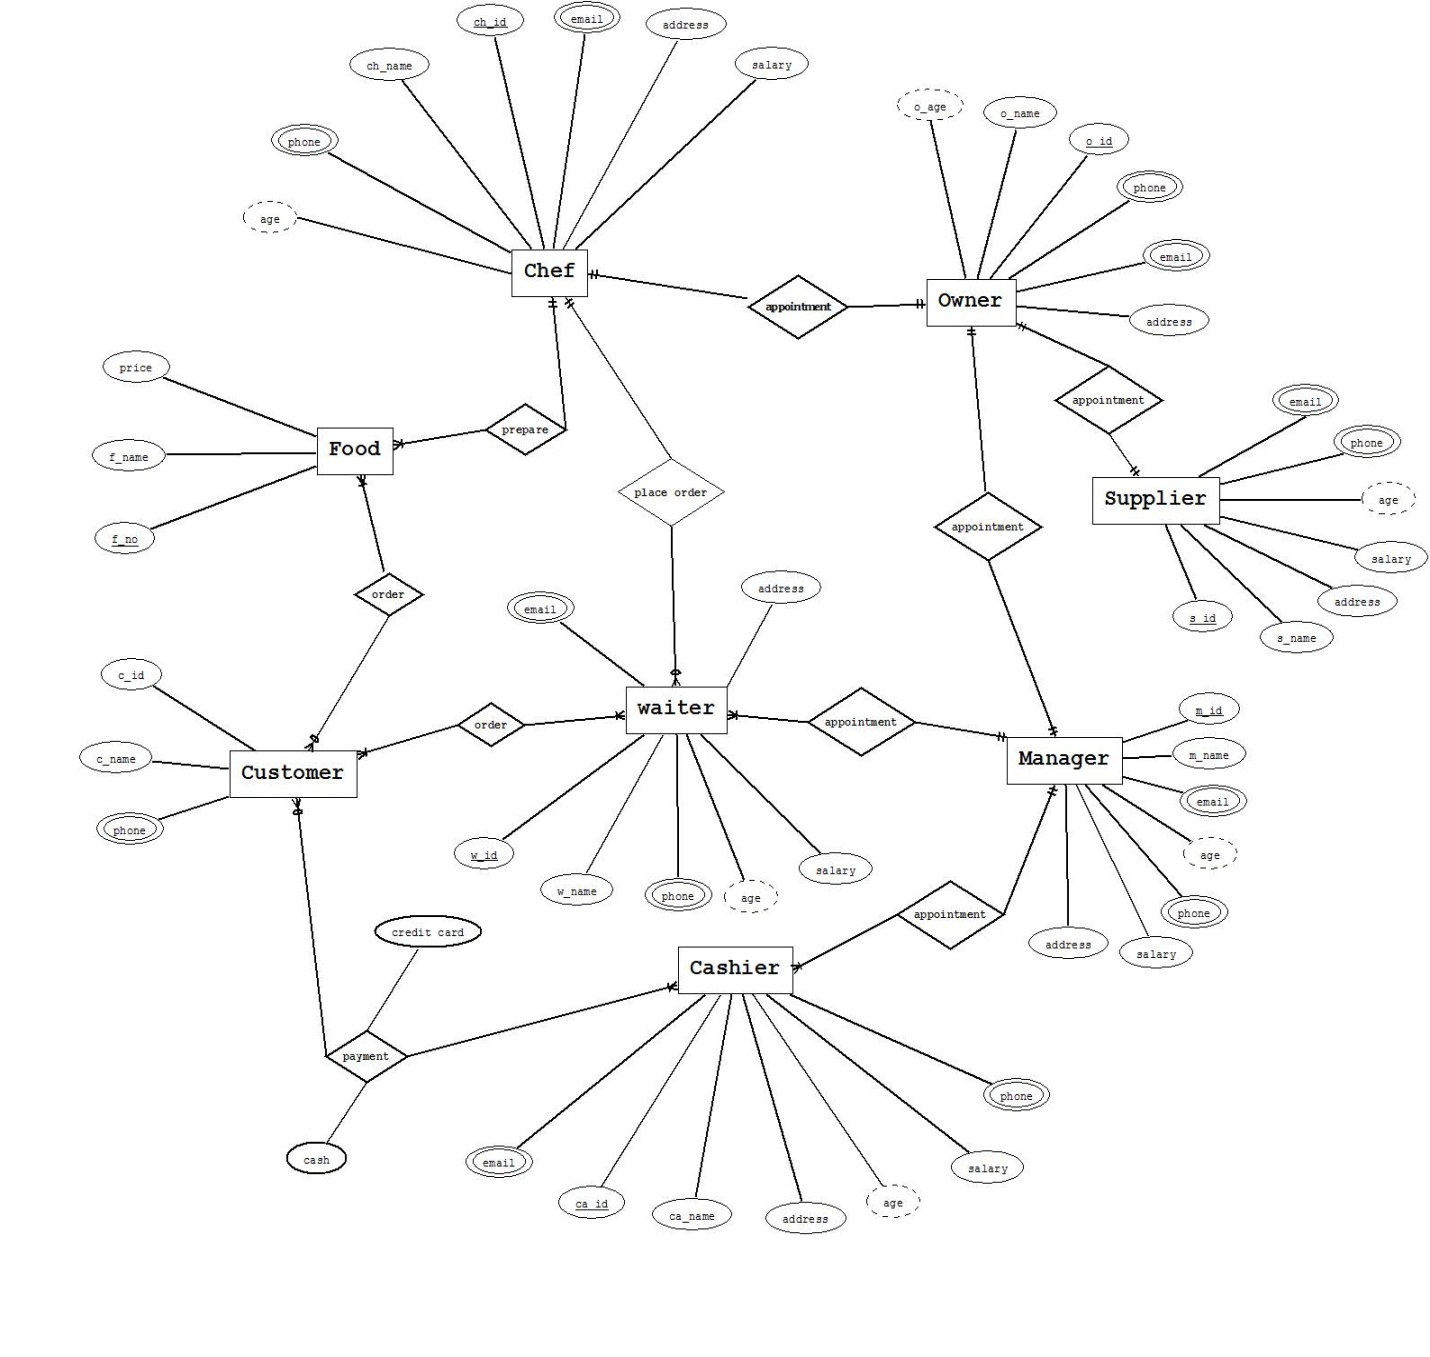 ch_id
email
address
ch_name
salary
phone
age
Chef
o_age
o_name
o_id
phone
email
address
Owner
appointment
price
f_name
f_no
Food
prepare
place order
appointment
appointment
email
phone
age
salary
address
s_name
s_id
Supplier
order
email
address
waiter
order
appointment
c_id
c_name
phone
Customer
m_id
m_name
email
age
phone
salary
address
Manager
w_id
w_name
phone
age
salary
appointment
credit card
Cashier
payment
cash
email
ca_id
ca_name
address
age
salary
phone